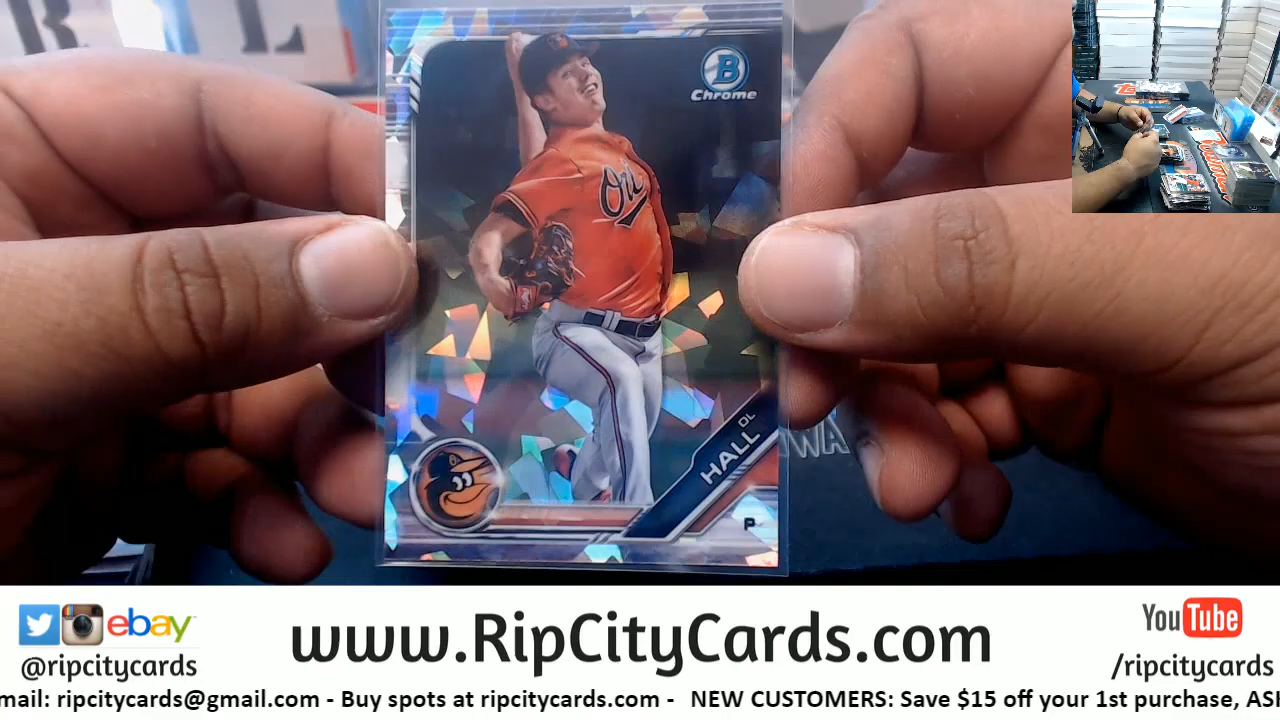 B
Chrome
Ori
DL
HALL
P
ebay
@ripcitycards
www.RipCityCards.com
YouTube
/ripcitycards
mail: ripcitycards@gmail.com - Buy spots at ripcitycards.com - NEW CUSTOMERS: Save $15 off your 1st purchase, ASI